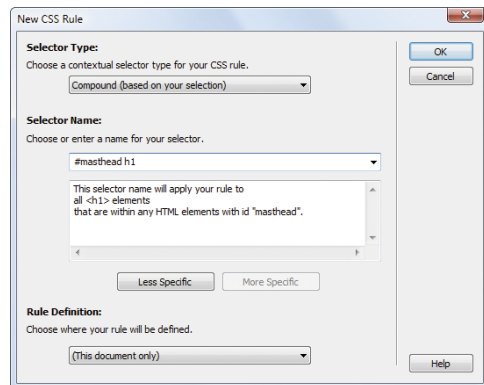 New CSS Rule
Selector Type:
Choose a contextual selector type for your CSS rule.
Compound (based on your selection)
Selector Name:
Choose or enter a name for your selector.
#masthead h1
This selector name will apply your rule to
all <h1> elements
that are within any HTML elements with id "masthead".
Less Specific
More Specific
Rule Definition:
Choose where your rule will be defined.
(This document only)
OK
Cancel
Help